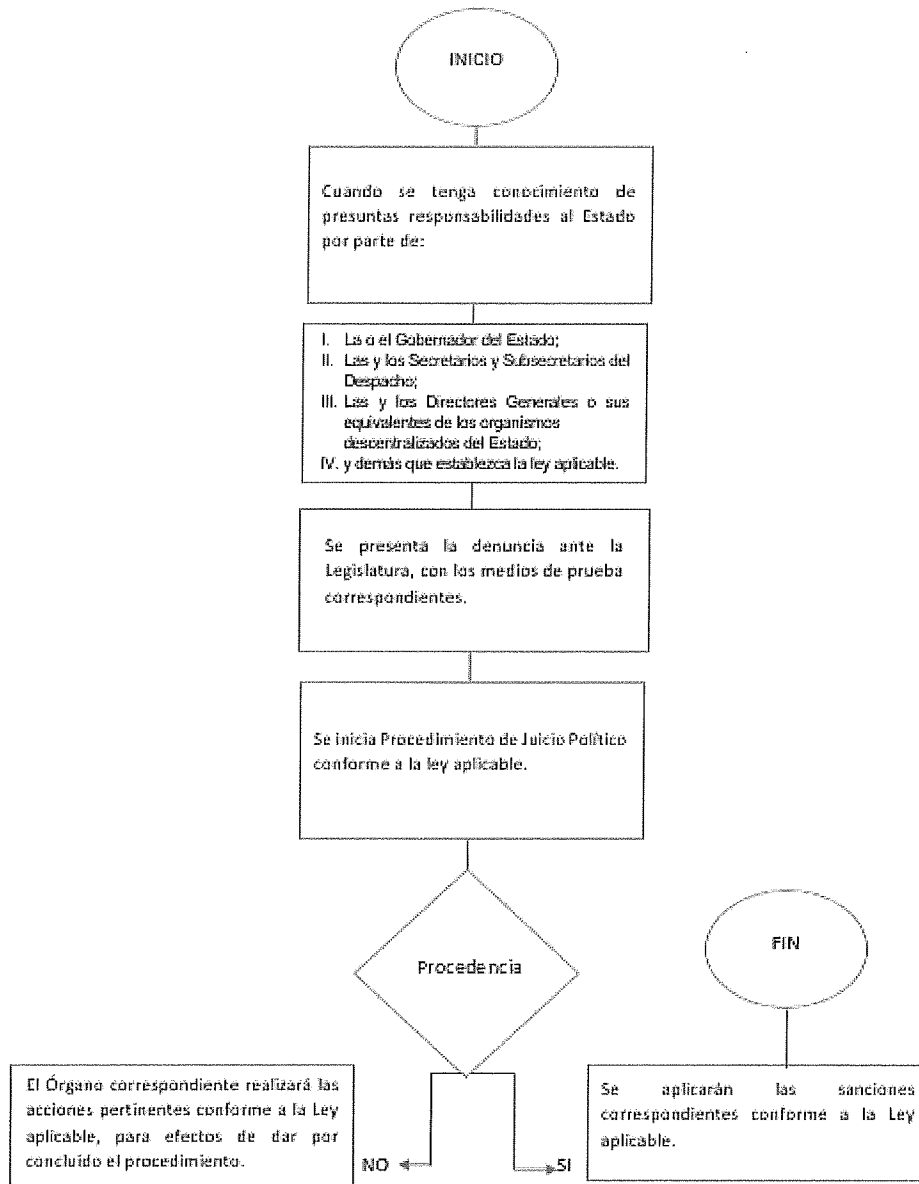 INICIO
Cuando se tenga conocimiento de
presuntas responsabilidades al Estado
por parte de:
I. La o el Gobernador del Estado;
II. Las y los Secretarios y Subsecretarios del
Despacho;
III. Las y los Directores Generales o sus
equivalentes de los organismos
descentralizados del Estado;
IV. y demás que establezca la ley aplicable.
Se presenta la denuncia ante la
Legislatura, con los medios de prueba
correspondientes.
Se inicia Procedimiento de Juicio Político
conforme a la ley aplicable.
Procedencia
FIN
El Órgano correspondiente realizará las
acciones pertinentes conforme a la Ley
aplicable, para efectos de dar por
concluido el procedimiento.
NO
SI
Se aplicarán las sanciones
correspondientes conforme a la Ley
aplicable.